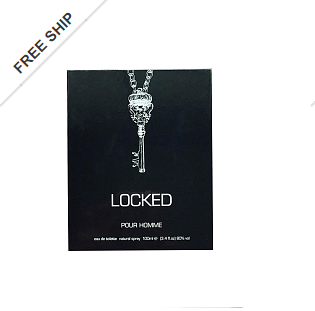 FREE SHIP
LOCKED
POUR HOMME
eau de toilette natural spray 100ml ℮ (3.4 fl.oz) 80% vol